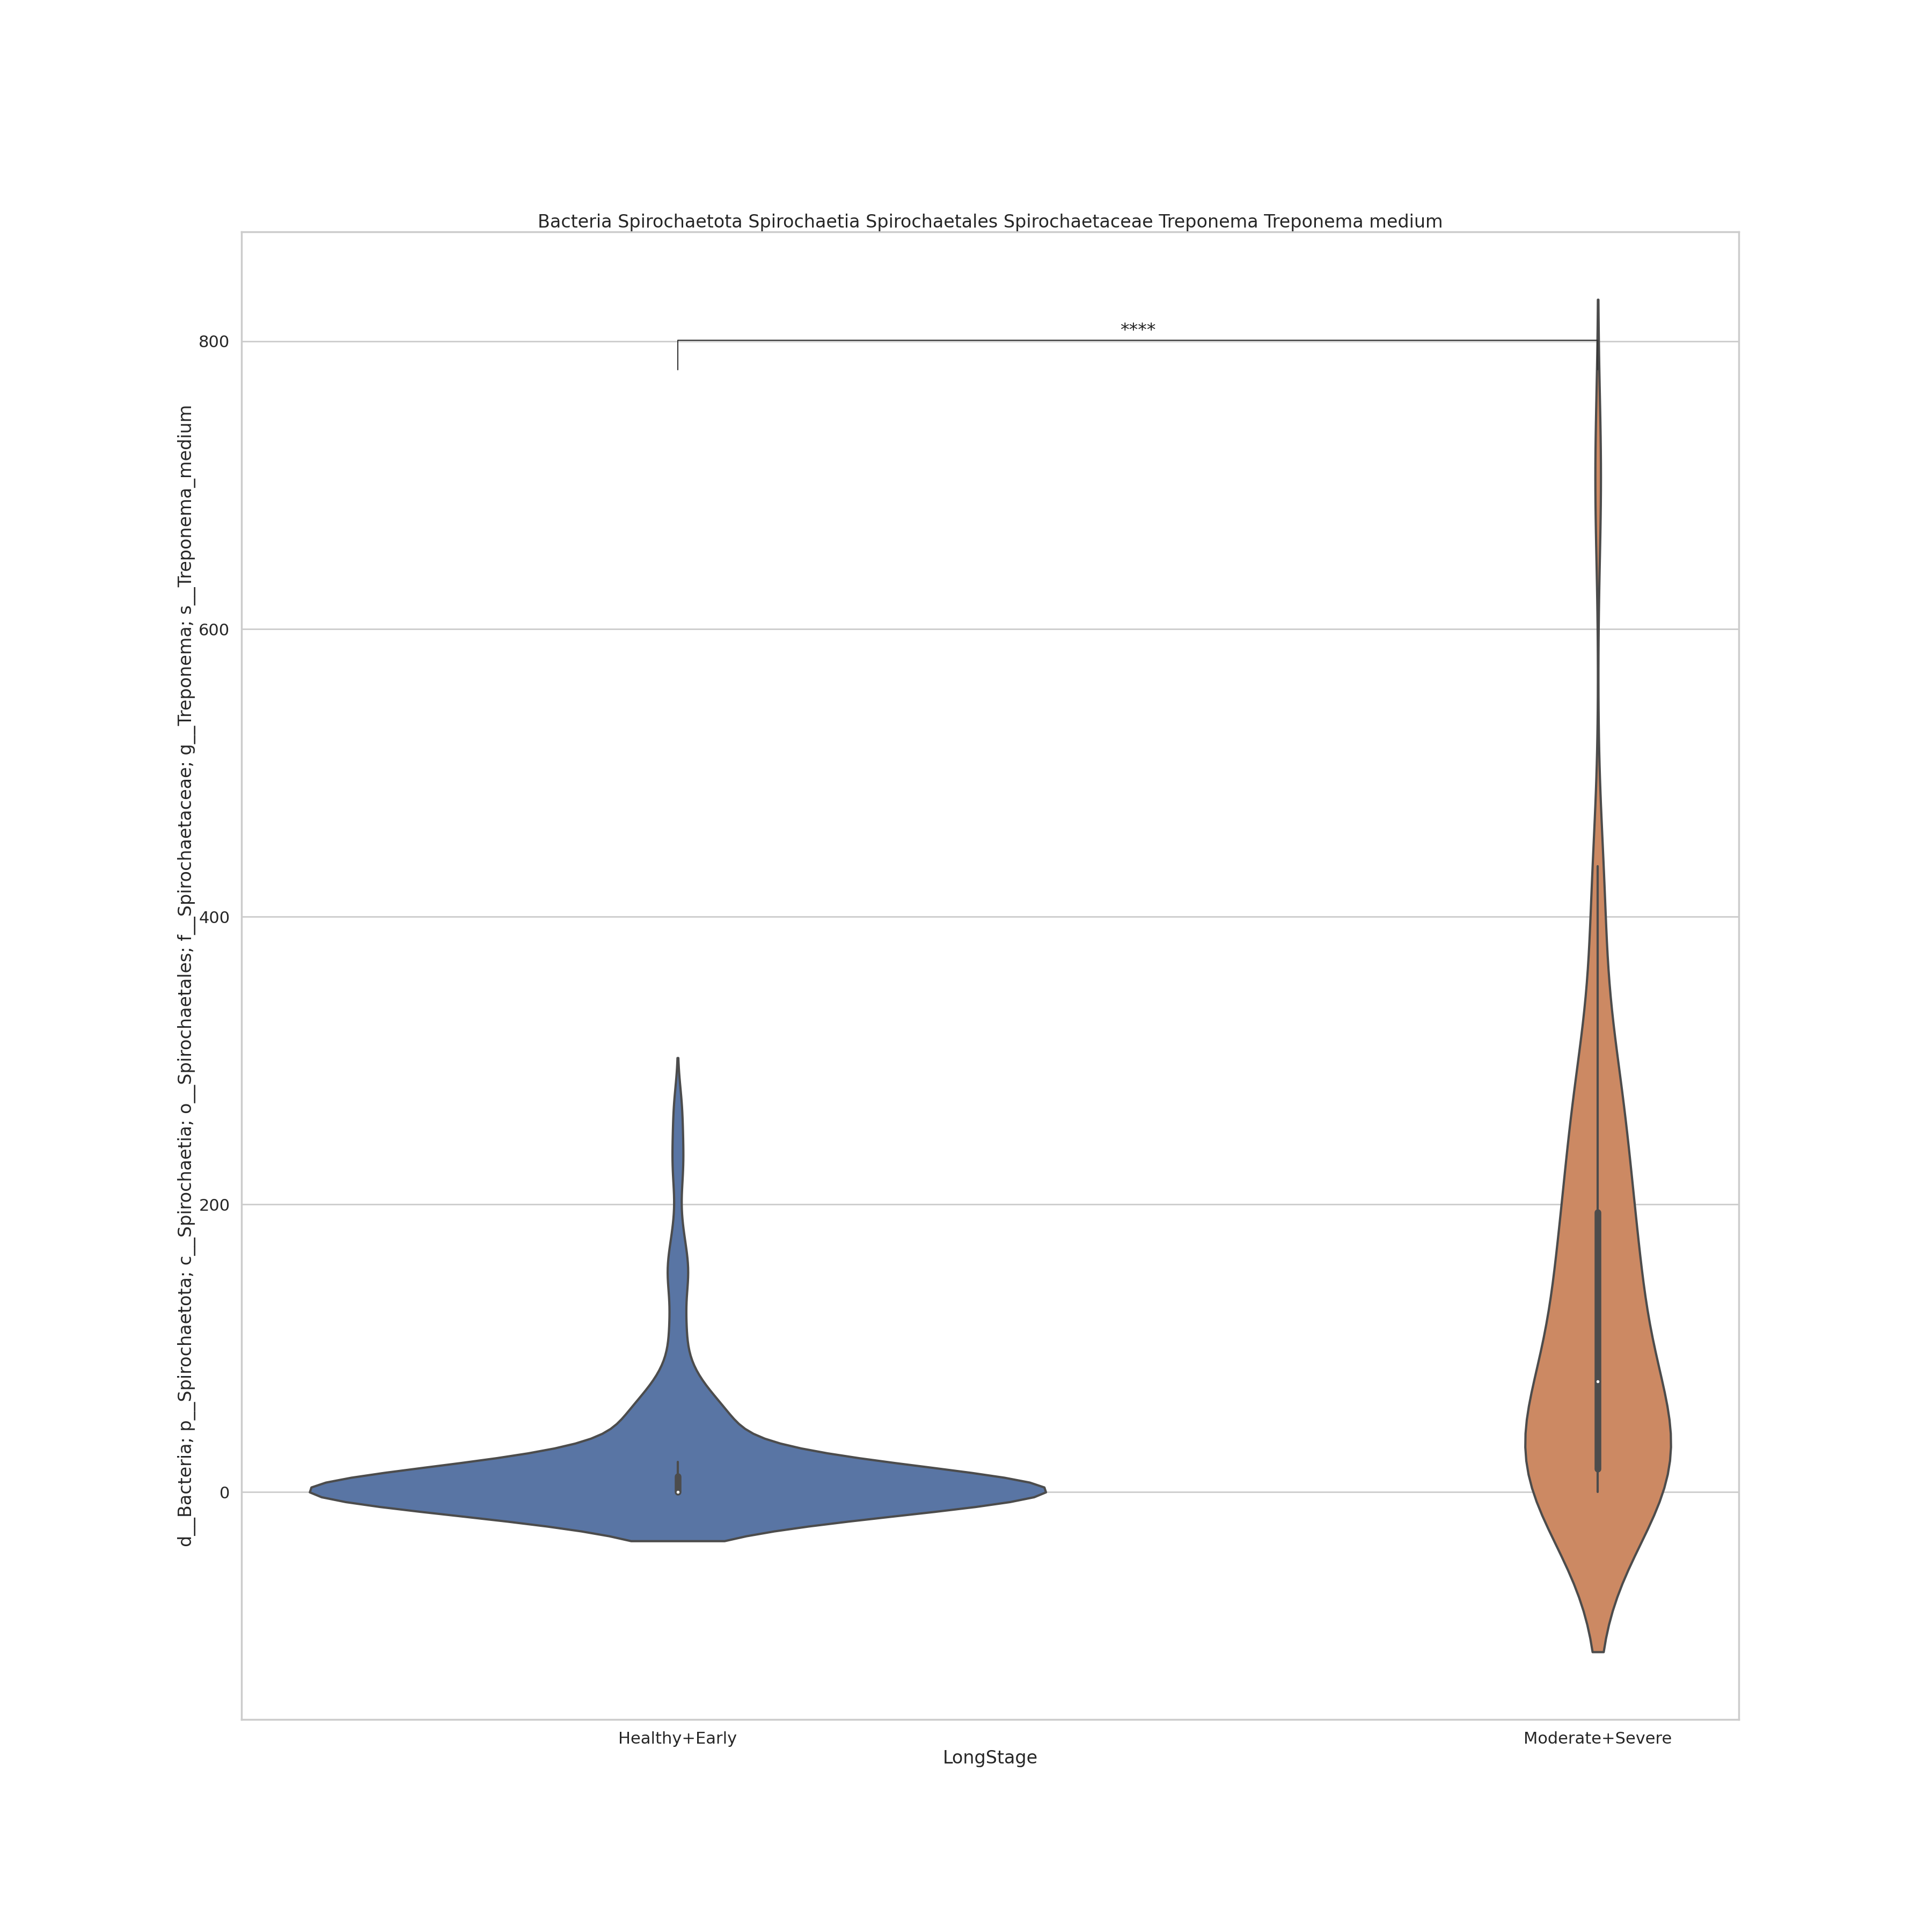 Bacteria Spirochaetota Spirochaetia Spirochaetales Spirochaetaceae Treponema Treponema medium
****
d__Bacteria; p__Spirochaetota; c__Spirochaetia; o__Spirochaetales; f__Spirochaetaceae; g__Treponema; s__Treponema_medium
800
600
400
200
0
Healthy+Early
Moderate+Severe
LongStage